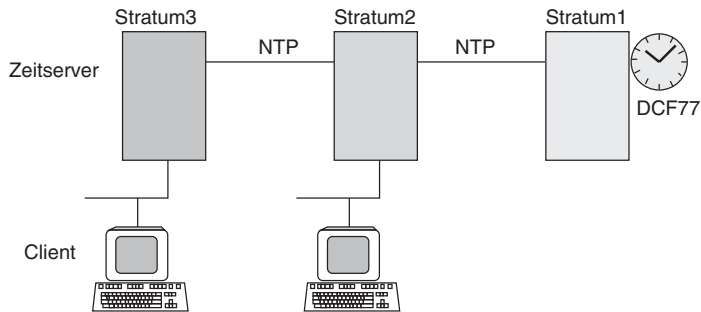 Stratum3
Stratum2
Stratum1
NTP
NTP
Zeitserver
DCF77
Client